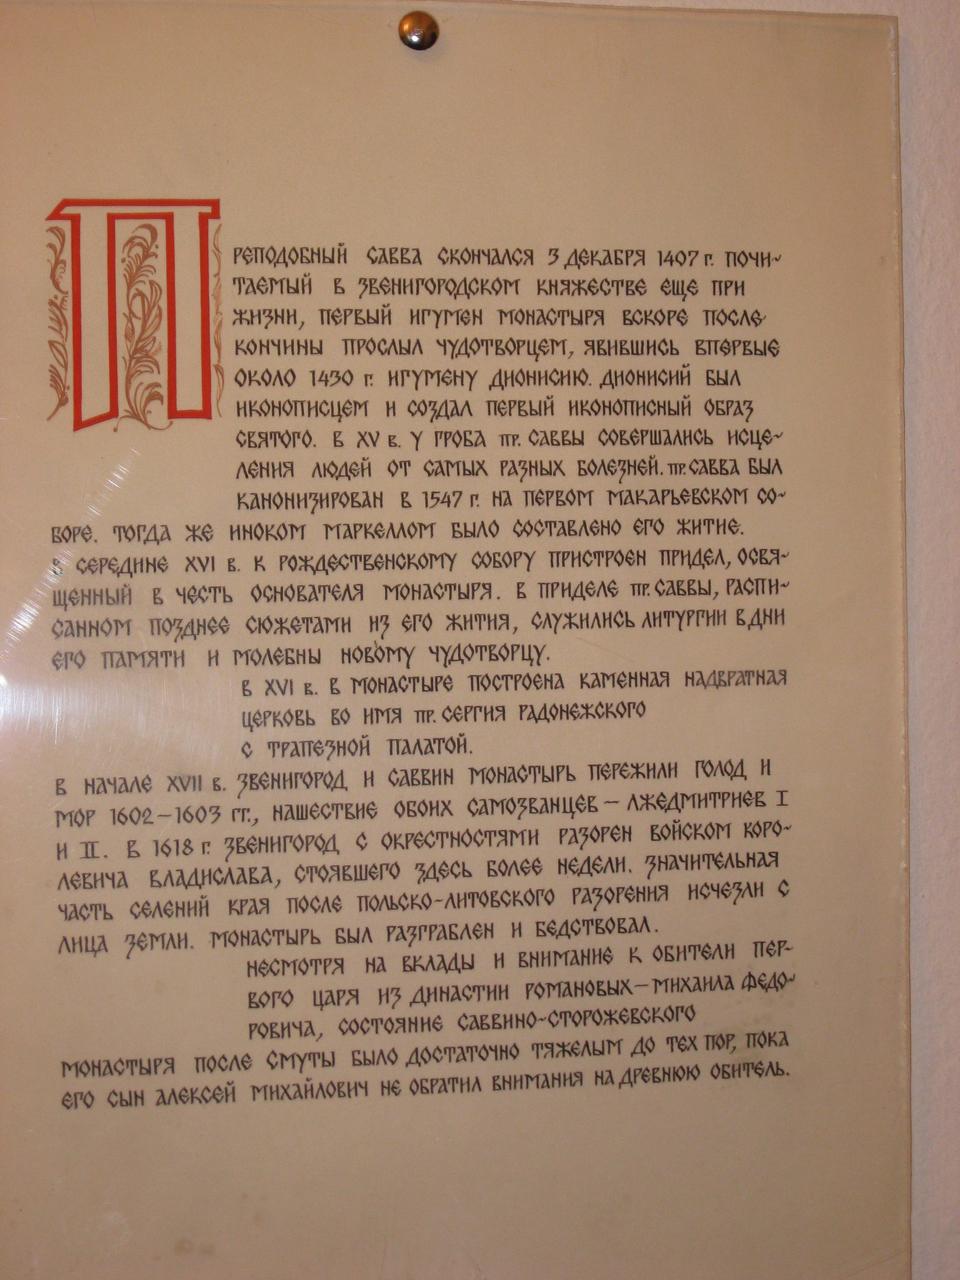 ПРЕПОДОБНЫЙ САВВА СКОНЧАЛСЯ 3 ДЕКАБРЯ 1407 Г. ПОЧИ-
ТАЕМЫЙ В ЗВЕНИГОРОДСКОМ КНЯЖЕСТВЕ ЕЩЕ ПРИ
ЖИЗНИ, ПЕРВЫЙ ИГУМЕН МОНАСТЫРЯ ВСКОРЕ ПОСЛЕ
КОНЧИНЫ ПРОСЛЫЛ ЧУДОТВОРЦЕМ, ЯВИВШИСЬ ВПЕРВЫЕ
ОКОЛО 1430 Г. ИГУМЕНУ ДИОНИСИЮ. ДИОНИСИЙ БЫЛ
ИКОНОПИСЦЕМ И СОЗДАЛ ПЕРВЫЙ ИКОНОПИСНЫЙ ОБРАЗ
СВЯТОГО. В XV В. У ГРОБА ПР. САВВЫ СОВЕРШАЛИСЬ ИСЦЕ-
ЛЕНИЯ ЛЮДЕЙ ОТ САМЫХ РАЗНЫХ БОЛЕЗНЕЙ. ПР. САВВА БЫЛ
КАНОНИЗИРОВАН В 1547 Г. НА ПЕРВОМ МАКАРЬЕВСКОМ СО-
БОРЕ. ТОГДА ЖЕ ИНОКОМ МАРКЕЛЛОМ БЫЛО СОСТАВЛЕНО ЕГО ЖИТИЕ.
В СЕРЕДИНЕ XVI В. К РОЖДЕСТВЕНСКОМУ СОБОРУ ПРИСТРОЕН ПРИДЕЛ, ОСВЯ-
ЩЕННЫЙ В ЧЕСТЬ ОСНОВАТЕЛЯ МОНАСТЫРЯ. В ПРИДЕЛЕ ПР. САВВЫ, РАСПИ-
САННОМ ПОЗДНЕЕ СЮЖЕТАМИ ИЗ ЕГО ЖИТИЯ, СЛУЖИЛИСЬ ЛИТУРГИИ В ДНИ
ЕГО ПАМЯТИ И МОЛЕБНЫ НОВОМУ ЧУДОТВОРЦУ.
В XVI В. В МОНАСТЫРЕ ПОСТРОЕНА КАМЕННАЯ НАДВРАТНАЯ
ЦЕРКОВЬ ВО ИМЯ ПР. СЕРГИЯ РАДОНЕЖСКОГО
С ТРАПЕЗНОЙ ПАЛАТОЙ.
В НАЧАЛЕ XVII В. ЗВЕНИГОРОД И САВВИН МОНАСТЫРЬ ПЕРЕЖИЛИ ГОЛОД И
МОР 1602–1603 ГГ., НАШЕСТВИЕ ОБОИХ САМОЗВАНЦЕВ – ЛЖЕДМИТРИЕВ I
И II. В 1618 Г. ЗВЕНИГОРОД С ОКРЕСТНОСТЯМИ РАЗОРЕН ВОЙСКОМ КОРО-
ЛЕВИЧА ВЛАДИСЛАВА, СТОЯВШЕГО ЗДЕСЬ БОЛЕЕ НЕДЕЛИ. ЗНАЧИТЕЛЬНАЯ
ЧАСТЬ СЕЛЕНИЙ КРАЯ ПОСЛЕ ПОЛЬСКО-ЛИТОВСКОГО РАЗОРЕНИЯ ИСЧЕЗЛИ С
ЛИЦА ЗЕМЛИ. МОНАСТЫРЬ БЫЛ РАЗГРАБЛЕН И БЕДСТВОВАЛ.
НЕСМОТРЯ НА ВКЛАДЫ И ВНИМАНИЕ К ОБИТЕЛИ ПЕР-
ВОГО ЦАРЯ ИЗ ДИНАСТИИ РОМАНОВЫХ – МИХАИЛА ФЕДО-
РОВИЧА, СОСТОЯНИЕ САВВИНО-СТОРОЖЕВСКОГО
МОНАСТЫРЯ ПОСЛЕ СМУТЫ БЫЛО ДОСТАТОЧНО ТЯЖЕЛЫМ ДО ТЕХ ПОР, ПОКА
ЕГО СЫН АЛЕКСЕЙ МИХАЙЛОВИЧ НЕ ОБРАТИЛ ВНИМАНИЯ НА ДРЕВНЮЮ ОБИТЕЛЬ.